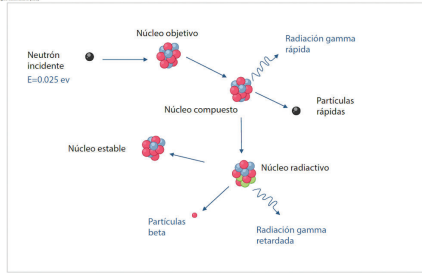 Núcleo objetivo
Radiación gamma
rápida
Neutrón
incidente
E=0.025 ev
Partículas
rápidas
Núcleo compuesto
Núcleo estable
Núcleo radiactivo
Partículas
beta
Radiación gamma
retardada